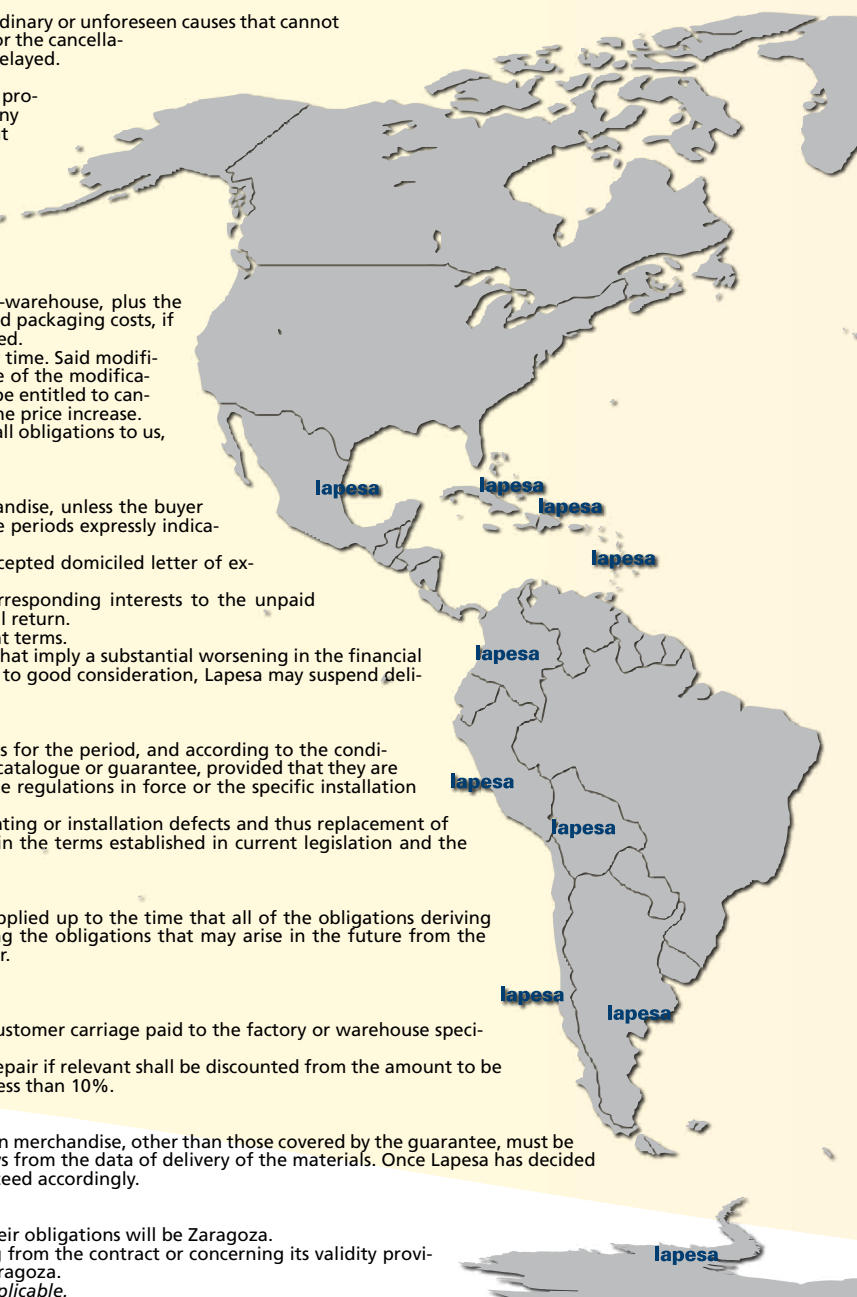 dinary or unforeseen causes that cannot
or the cancella-
elayed.
pro-
ny
t
-warehouse, plus the
d packaging costs, if
ed.
time. Said modifi-
e of the modifica-
be entitled to can-
ne price increase.
all obligations to us,
lapesa
lapesa
andise, unless the buyer
lapesa
e periods expressly indica-
cepted domiciled letter of ex-
lapesa
rresponding interests to the unpaid
l return.
nt terms.
that imply a substantial worsening in the financial
lapesa
to good consideration, Lapesa may suspend deli-
s for the period, and according to the condi-
catalogue or guarantee, provided that they are
lapesa
e regulations in force or the specific installation
ating or installation defects and thus replacement of
lapesa
in the terms established in current legislation and the
pplied up to the time that all of the obligations deriving
ng the obligations that may arise in the future from the
r.
lapesa
lapesa
ustomer carriage paid to the factory or warehouse speci-
epair if relevant shall be discounted from the amount to be
ess than 10%.
n merchandise, other than those covered by the guarantee, must be
ys from the data of delivery of the materials. Once Lapesa has decided
ceed accordingly.
eir obligations will be Zaragoza.
g from the contract or concerning its validity provi-
lapesa
ragoza.
plicable.